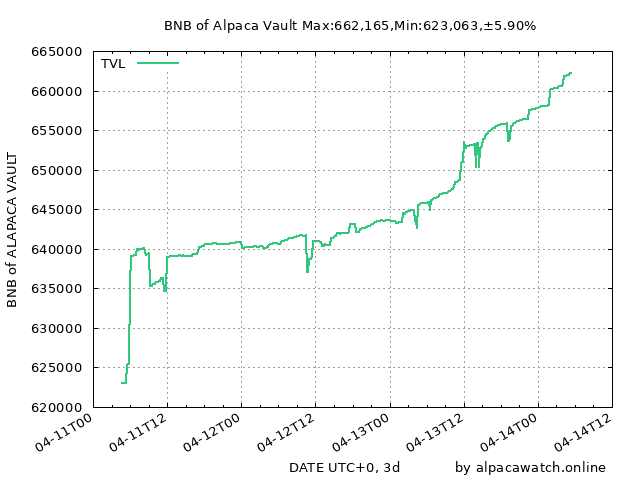 BNB of Alpaca Vault Max:662,165,Min:623,063,±5.90%
TVL
665000
660000
655000
650000
645000
640000
635000
630000
625000
620000
BNB of ALAPACA VAULT
04-11T00
04-11T12
04-12T00
04-12T12
04-13T00
04-13T12
04-14T00
04-14T12
DATE UTC+0, 3d
by alpacawatch.online